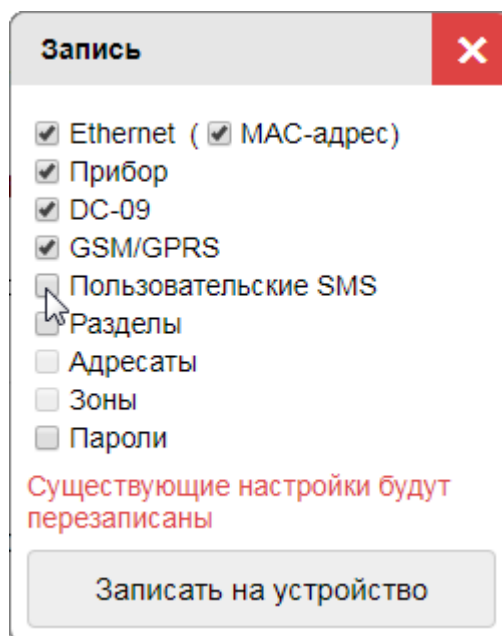 Запись
Ethernet ( MAC-адрес)
Прибор
DC-09
GSM/GPRS
Пользовательские SMS
Разделы
Адресаты
Зоны
Пароли
Существующие настройки будут
перезаписаны
Записать на устройство